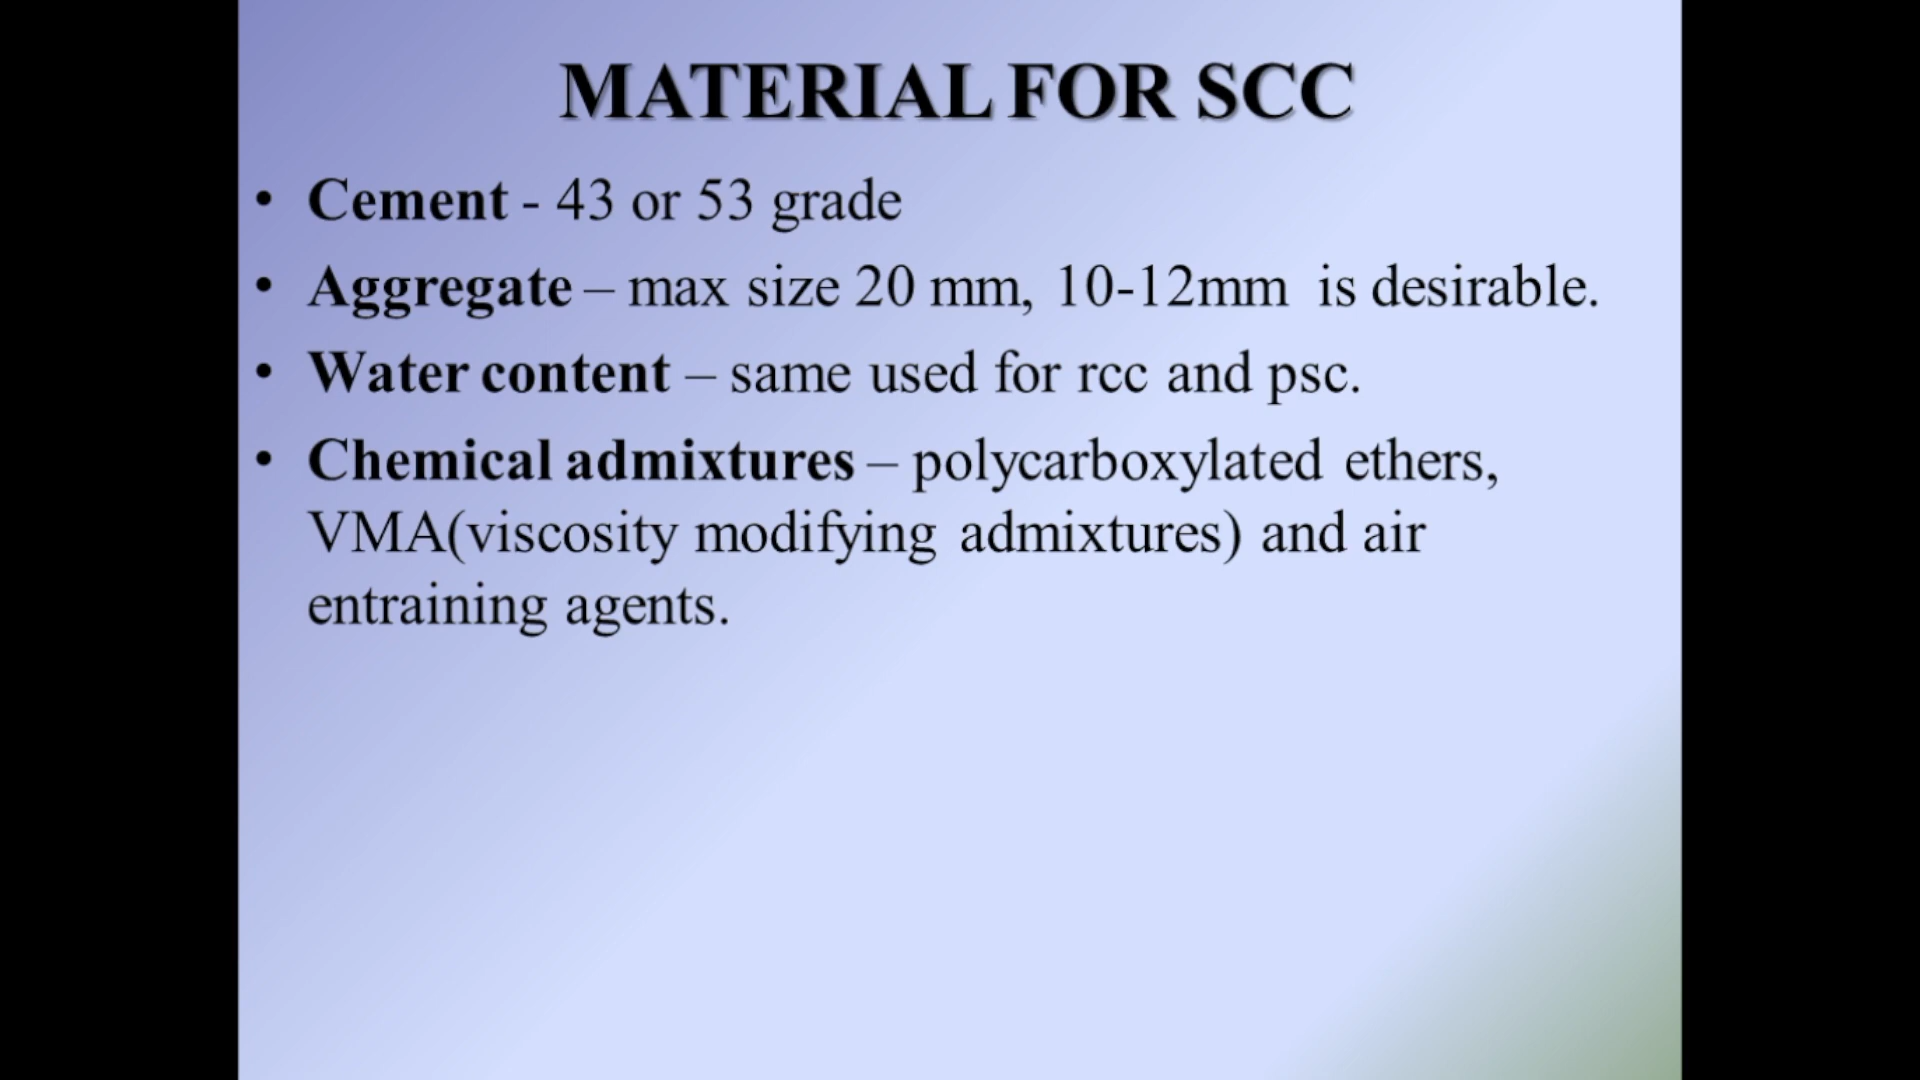 MATERIAL FOR SCC
• Cement - 43 or 53 grade
• Aggregate – max size 20 mm, 10-12mm is desirable.
• Water content – same used for rcc and psc.
• Chemical admixtures – polycarboxylated ethers,
VMA(viscosity modifying admixtures) and air
entraining agents.